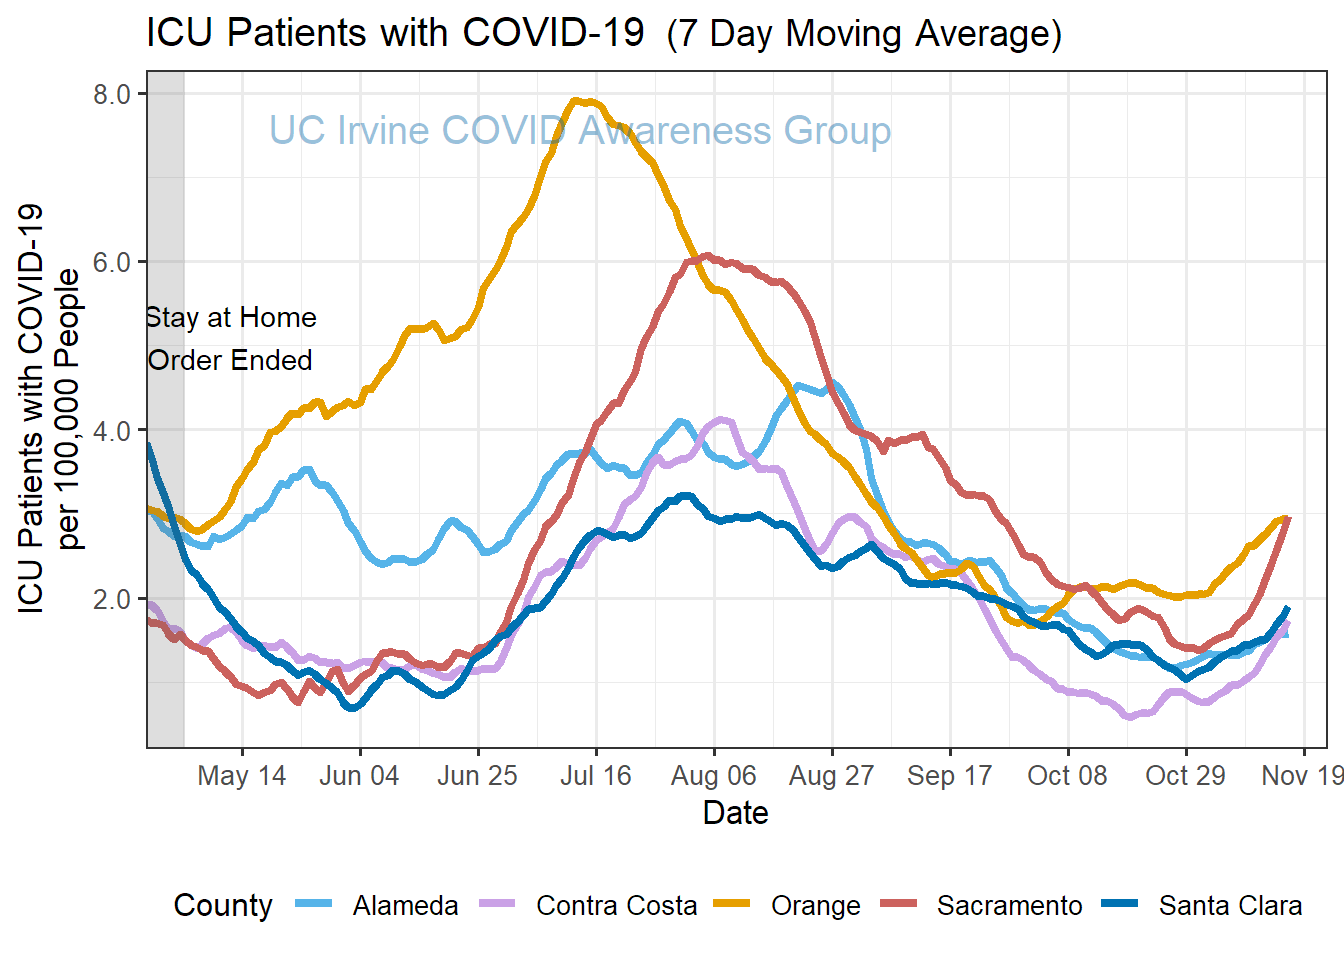 ICU Patients with COVID-19 (7 Day Moving Average)
UC Irvine COVID Awareness Group
ICU Patients with COVID-19
per 100,000 People
8.0
6.0
4.0
2.0
Stay at Home
Order Ended
May 14 Jun 04 Jun 25 Jul 16 Aug 06 Aug 27 Sep 17 Oct 08 Oct 29 Nov 19
Date
County Alameda Contra Costa Orange Sacramento Santa Clara